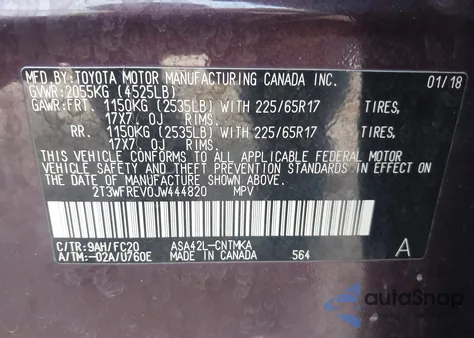 MFD.BY:TOYOTA MOTOR MANUFACTURING CANADA INC. 01/18
GVWR:2055KG (4525LB)
GAWR:FRT. 1150KG (2535LB) WITH 225/65R17 TIRES,
17X7. OJ RIMS.
RR. 1150KG (2535LB) WITH 225/65R17 TIRES,
17X7. OJ RIMS.
THIS VEHICLE CONFORMS TO ALL APPLICABLE FEDERAL MOTOR
VEHICLE SAFETY AND THEFT PREVENTION STANDARDS IN EFFECT ON
THE DATE OF MANUFACTURE SHOWN ABOVE.
2T3WFREV0JW444820 MPV
C/TR:9AH/FC20 ASA42L-CNTMKA A
A/TM:-02A/U760E MADE IN CANADA 564
autoSnap